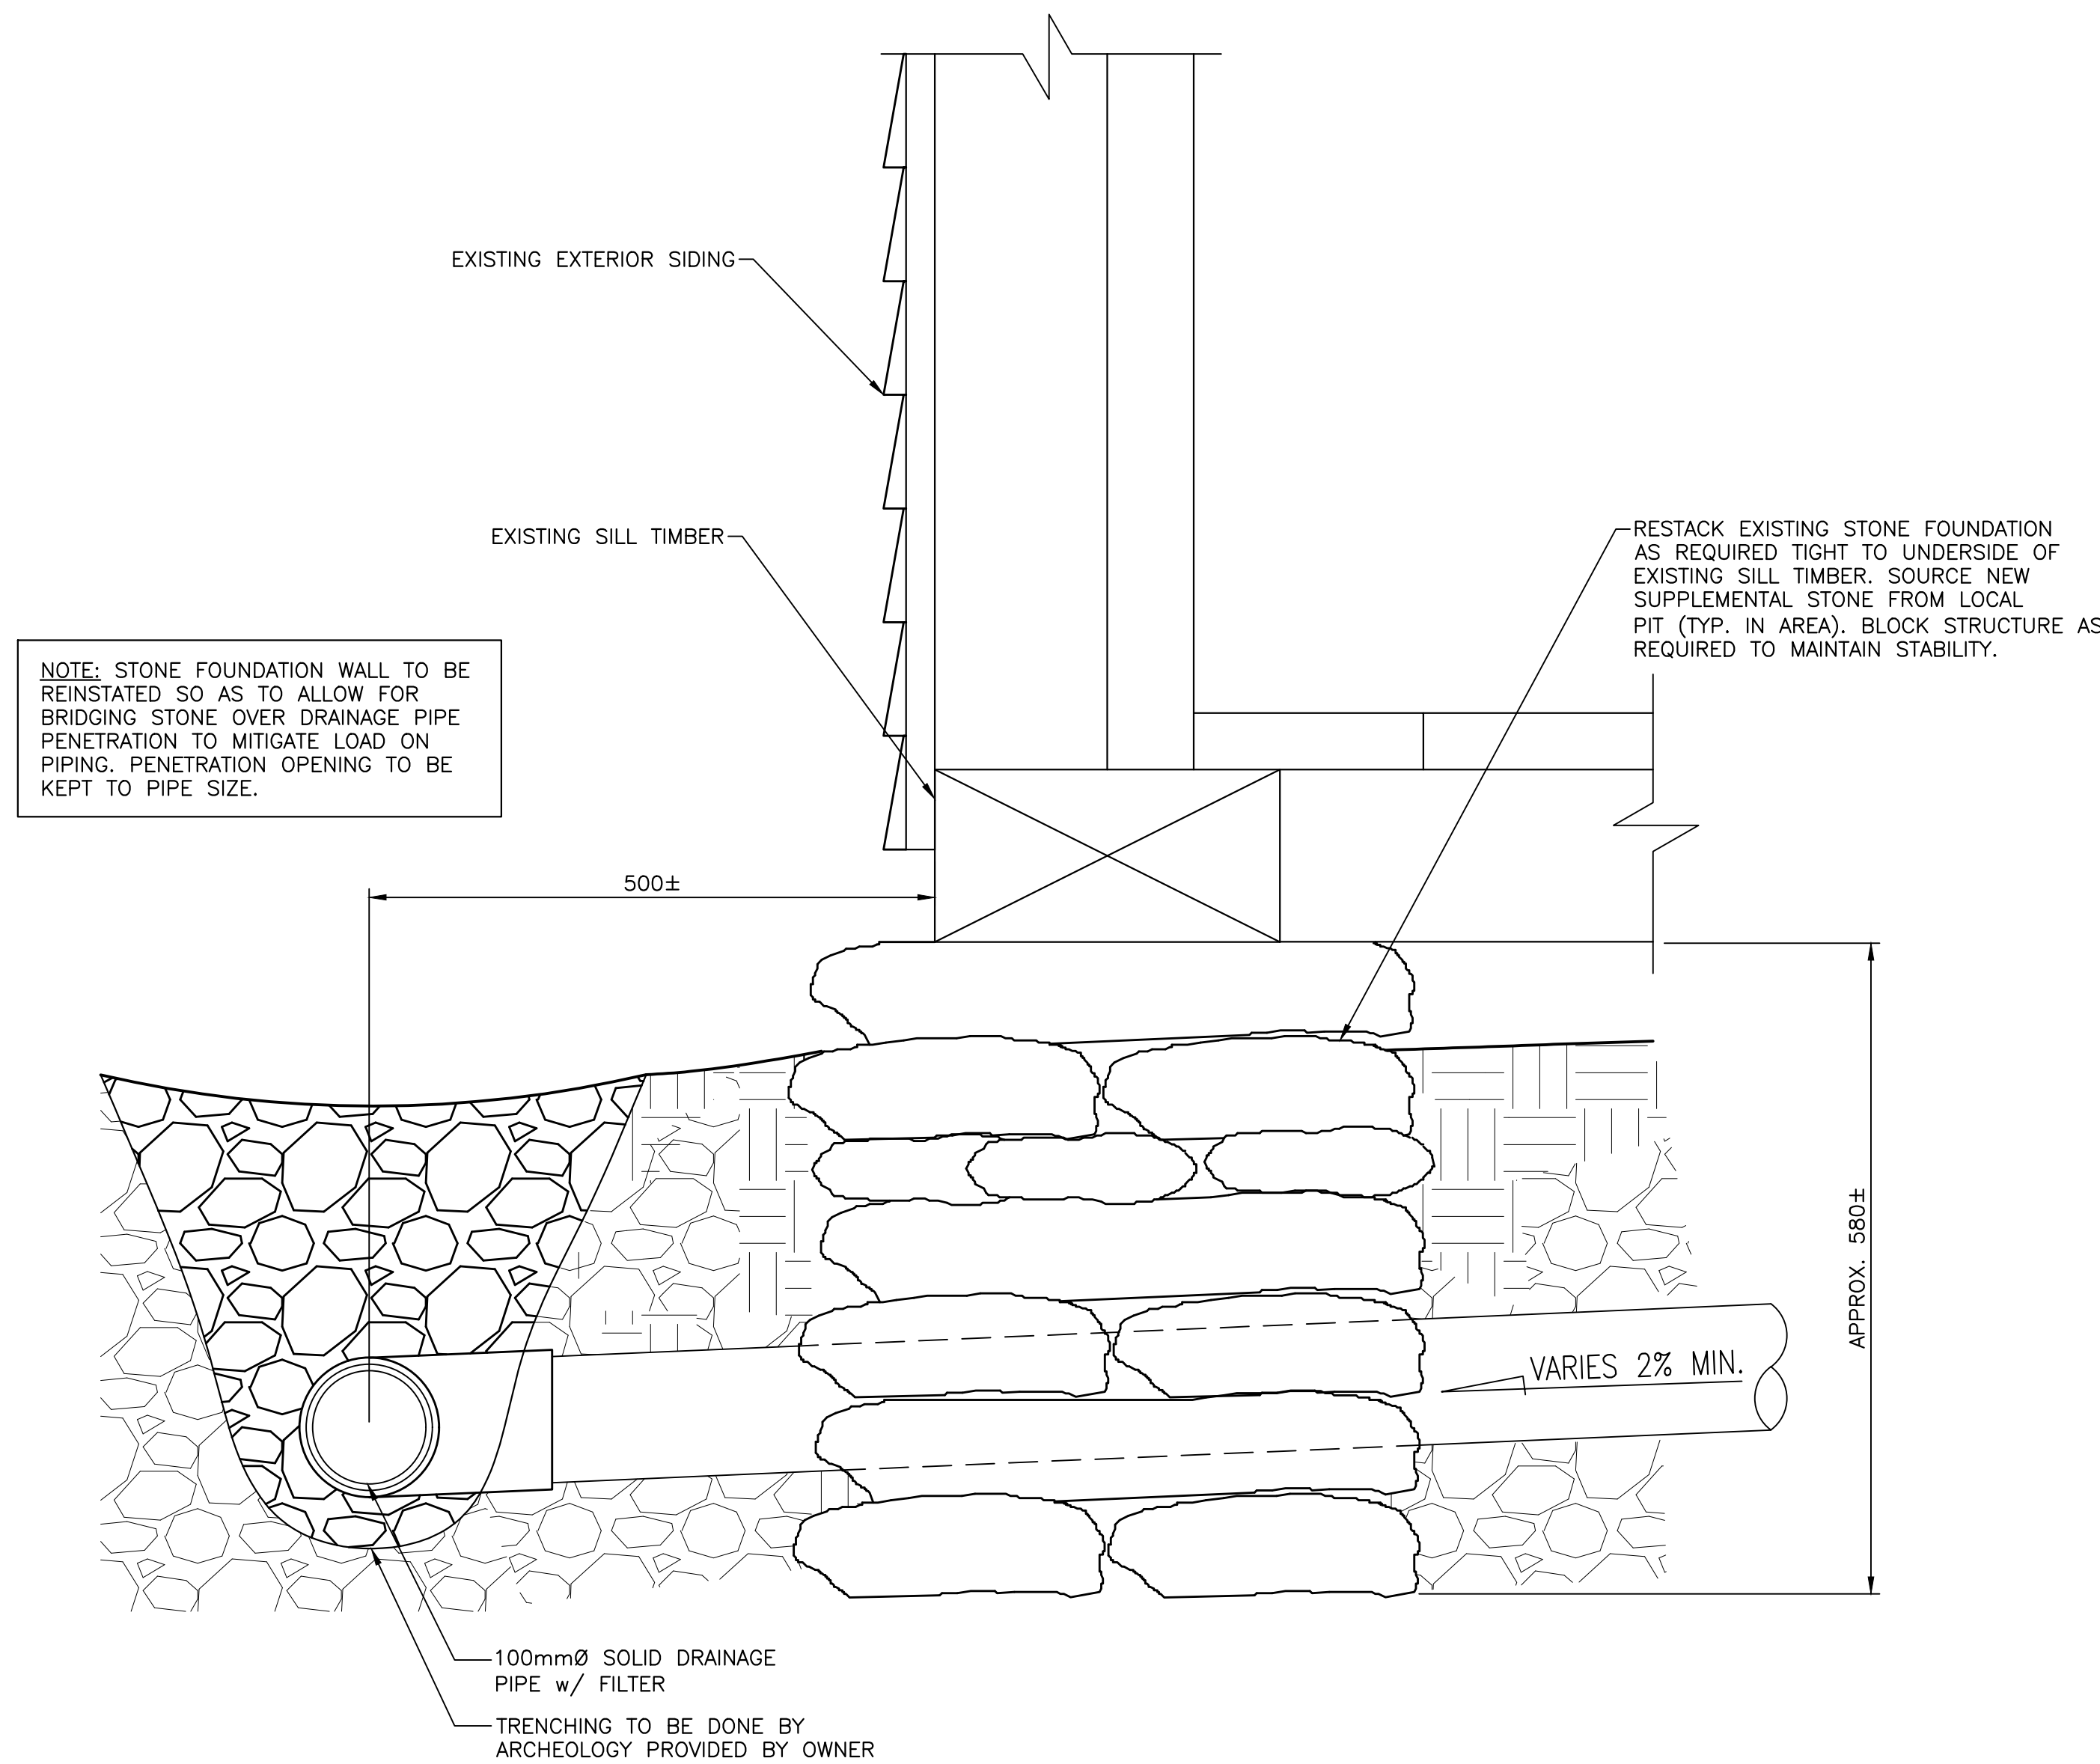 EXISTING EXTERIOR SIDING
EXISTING SILL TIMBER
RESTACK EXISTING STONE FOUNDATION
AS REQUIRED TIGHT TO UNDERSIDE OF
EXISTING SILL TIMBER. SOURCE NEW
SUPPLEMENTAL STONE FROM LOCAL
PIT (TYP. IN AREA). BLOCK STRUCTURE AS
REQUIRED TO MAINTAIN STABILITY.
NOTE: STONE FOUNDATION WALL TO BE
REINSTATED SO AS TO ALLOW FOR
BRIDGING STONE OVER DRAINAGE PIPE
PENETRATION TO MITIGATE LOAD ON
PIPING. PENETRATION OPENING TO BE
KEPT TO PIPE SIZE.
500±
APPROX. 580±
VARIES 2% MIN.
100mmØ SOLID DRAINAGE
PIPE w/ FILTER
TRENCHING TO BE DONE BY
ARCHEOLOGY PROVIDED BY OWNER